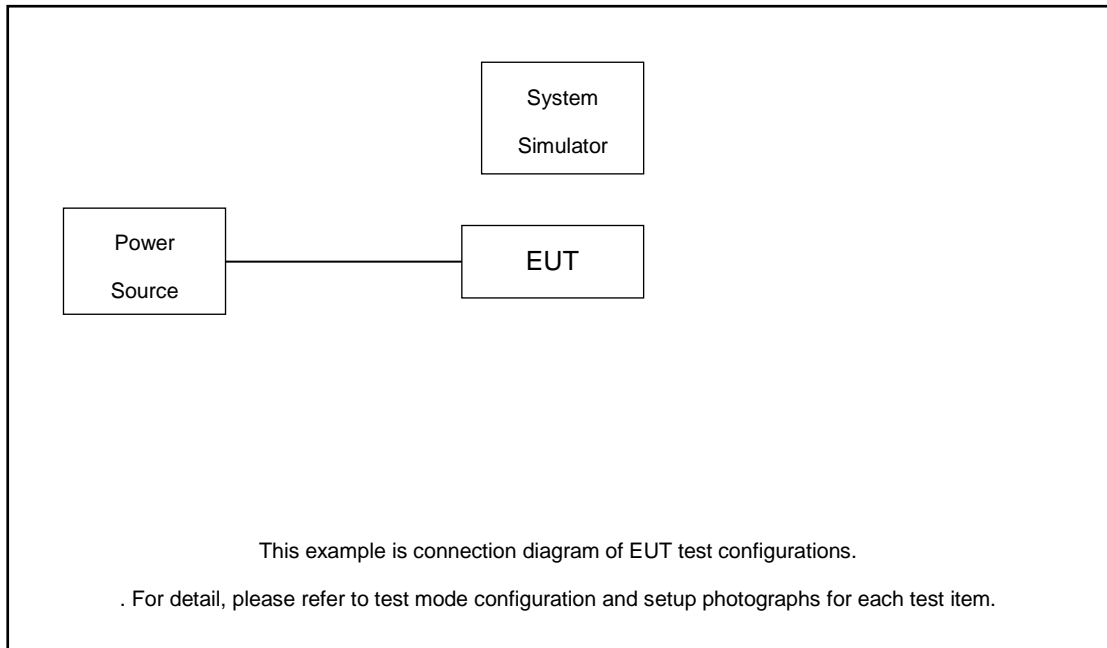 System
Simulator
Power
Source
EUT
This example is connection diagram of EUT test configurations.
. For detail, please refer to test mode configuration and setup photographs for each test item.